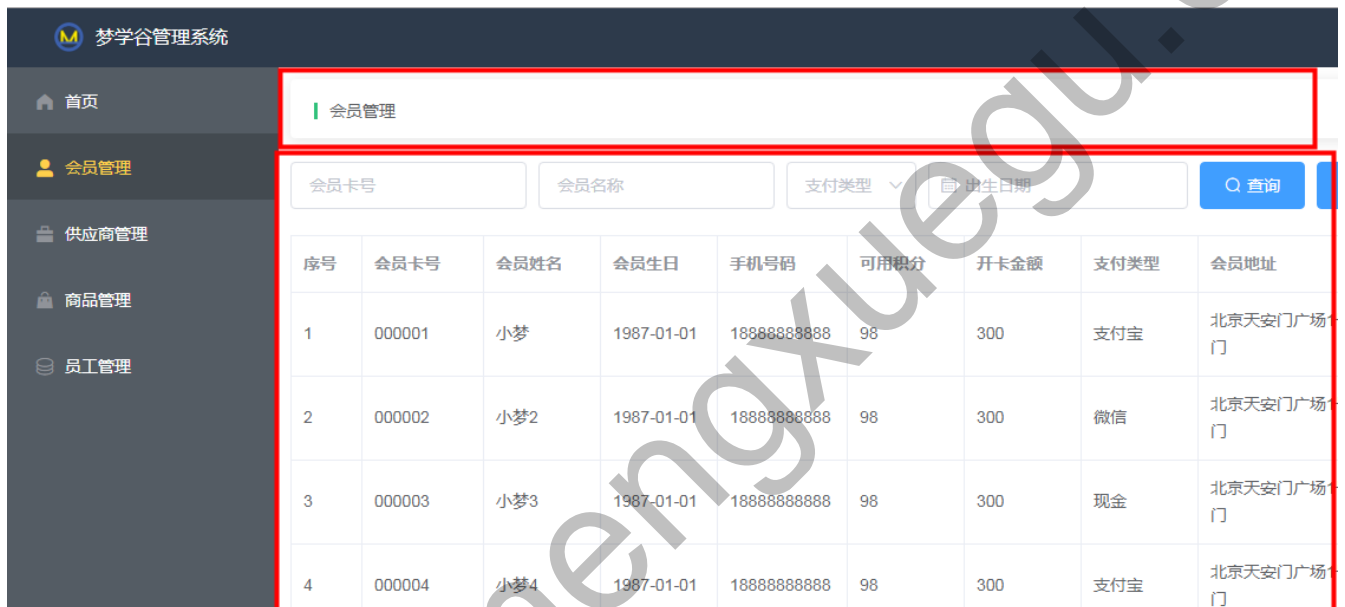 梦学谷管理系统
首页
会员管理
供应商管理
商品管理
员工管理
会员管理
会员卡号 会员名称 支付类型 出生日期 查询
序号 会员卡号 会员姓名 会员生日 手机号码 可用积分 开卡金额 支付类型 会员地址
1 000001 小梦 1987-01-01 18888888888 98 300 支付宝 北京天安门广场
门
2 000002 小梦2 1987-01-01 18888888888 98 300 微信 北京天安门广场
门
3 000003 小梦3 1987-01-01 18888888888 98 300 现金 北京天安门广场
门
4 000004 小梦4 1987-01-01 18888888888 98 300 支付宝 北京天安门广场
门
engxuegu.